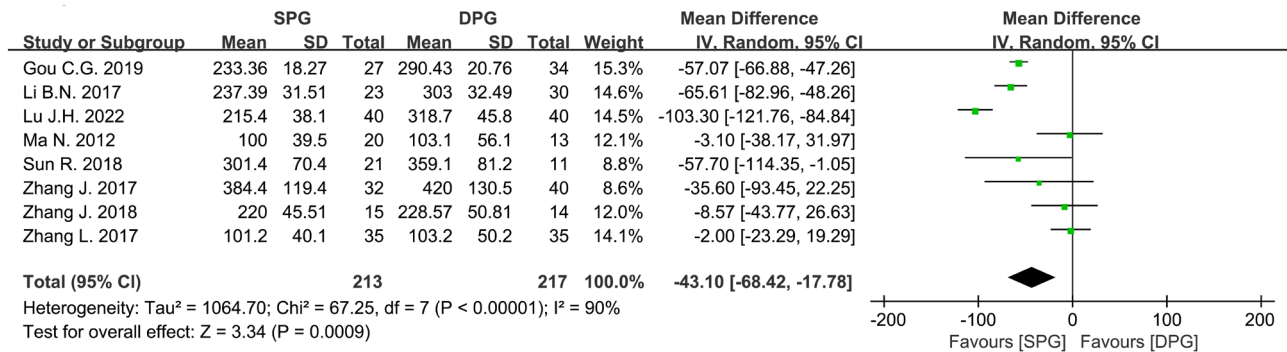 SPG DPG Mean Difference Mean Difference
Study or Subgroup Mean SD Total Mean SD Total Weight IV, Random, 95% CI IV, Random, 95% CI
Gou C.G. 2019 233.36 18.27 27 290.43 20.76 34 15.3% -57.07 [-66.88, -47.26]
Li B.N. 2017 237.39 31.51 23 303 32.49 30 14.6% -65.61 [-82.96, -48.26]
Lu J.H. 2022 215.4 38.1 40 318.7 45.8 40 14.5% -103.30 [-121.76, -84.84]
Ma N. 2012 100 39.5 20 103.1 56.1 13 12.1% -3.10 [-38.17, 31.97]
Sun R. 2018 301.4 70.4 21 359.1 81.2 11 8.8% -57.70 [-114.35, -1.05]
Zhang J. 2017 384.4 119.4 32 420 130.5 40 8.6% -35.60 [-93.45, 22.25]
Zhang J. 2018 220 45.51 15 228.57 50.81 14 12.0% -8.57 [-43.77, 26.63]
Zhang L. 2017 101.2 40.1 35 103.2 50.2 35 14.1% -2.00 [-23.29, 19.29]
Total (95% CI) 213 217 100.0% -43.10 [-68.42, -17.78]
Heterogeneity: Tau² = 1064.70; Chi² = 67.25, df = 7 (P < 0.00001); I² = 90%
Test for overall effect: Z = 3.34 (P = 0.0009)
-200 -100 0 100 200
Favours [SPG] Favours [DPG]